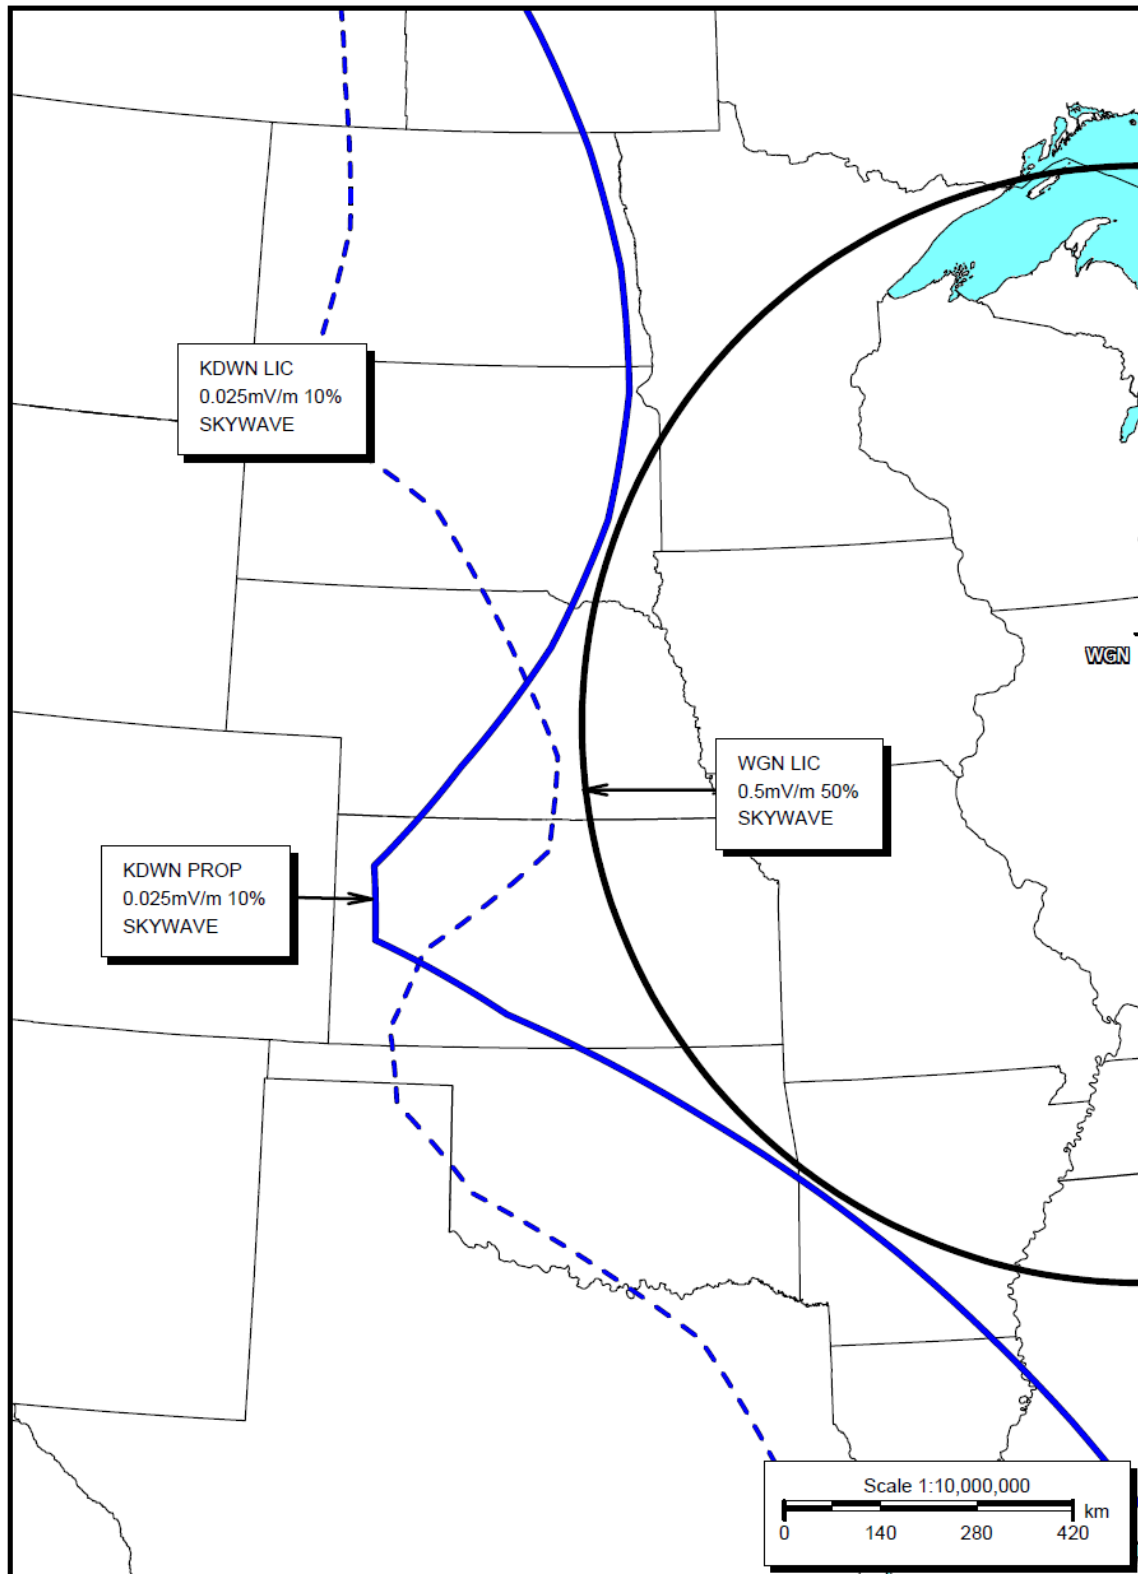 KDWN LIC
0.025mV/m 10%
SKYWAVE
WGN
WGN LIC
0.5mV/m 50%
SKYWAVE
KDWN PROP
0.025mV/m 10%
SKYWAVE
Scale 1:10,000,000
km
0 140 280 420